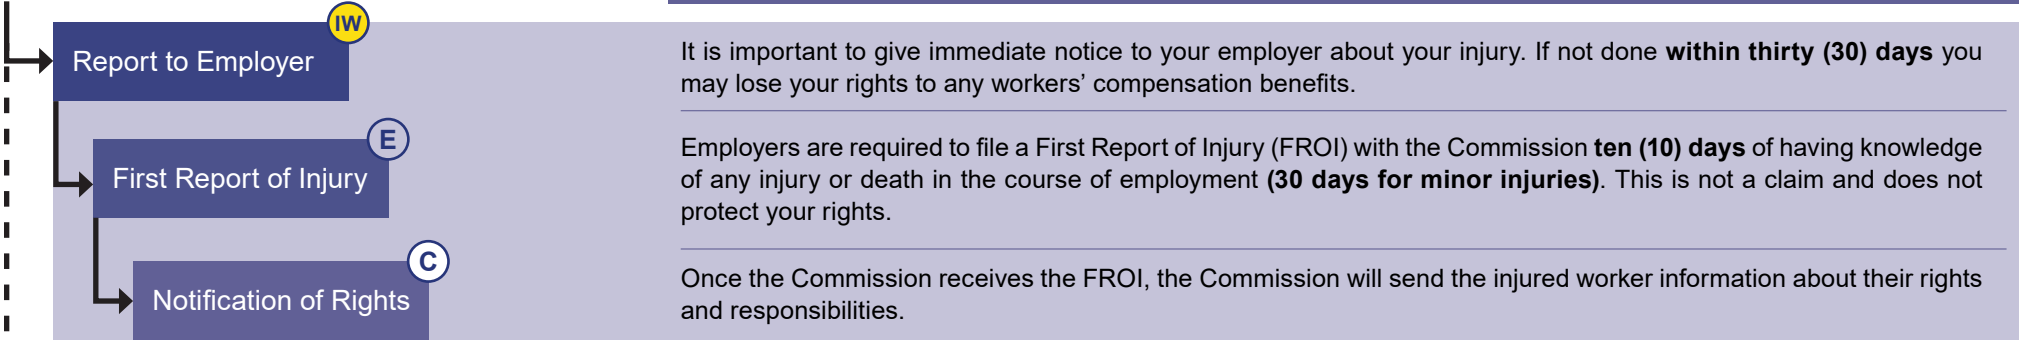 IW
Report to Employer
It is important to give immediate notice to your employer about your injury. If not done within thirty (30) days you
may lose your rights to any workers’ compensation benefits.
E
First Report of Injury
Employers are required to file a First Report of Injury (FROI) with the Commission ten (10) days of having knowledge
of any injury or death in the course of employment (30 days for minor injuries). This is not a claim and does not
protect your rights.
C
Notification of Rights
Once the Commission receives the FROI, the Commission will send the injured worker information about their rights
and responsibilities.